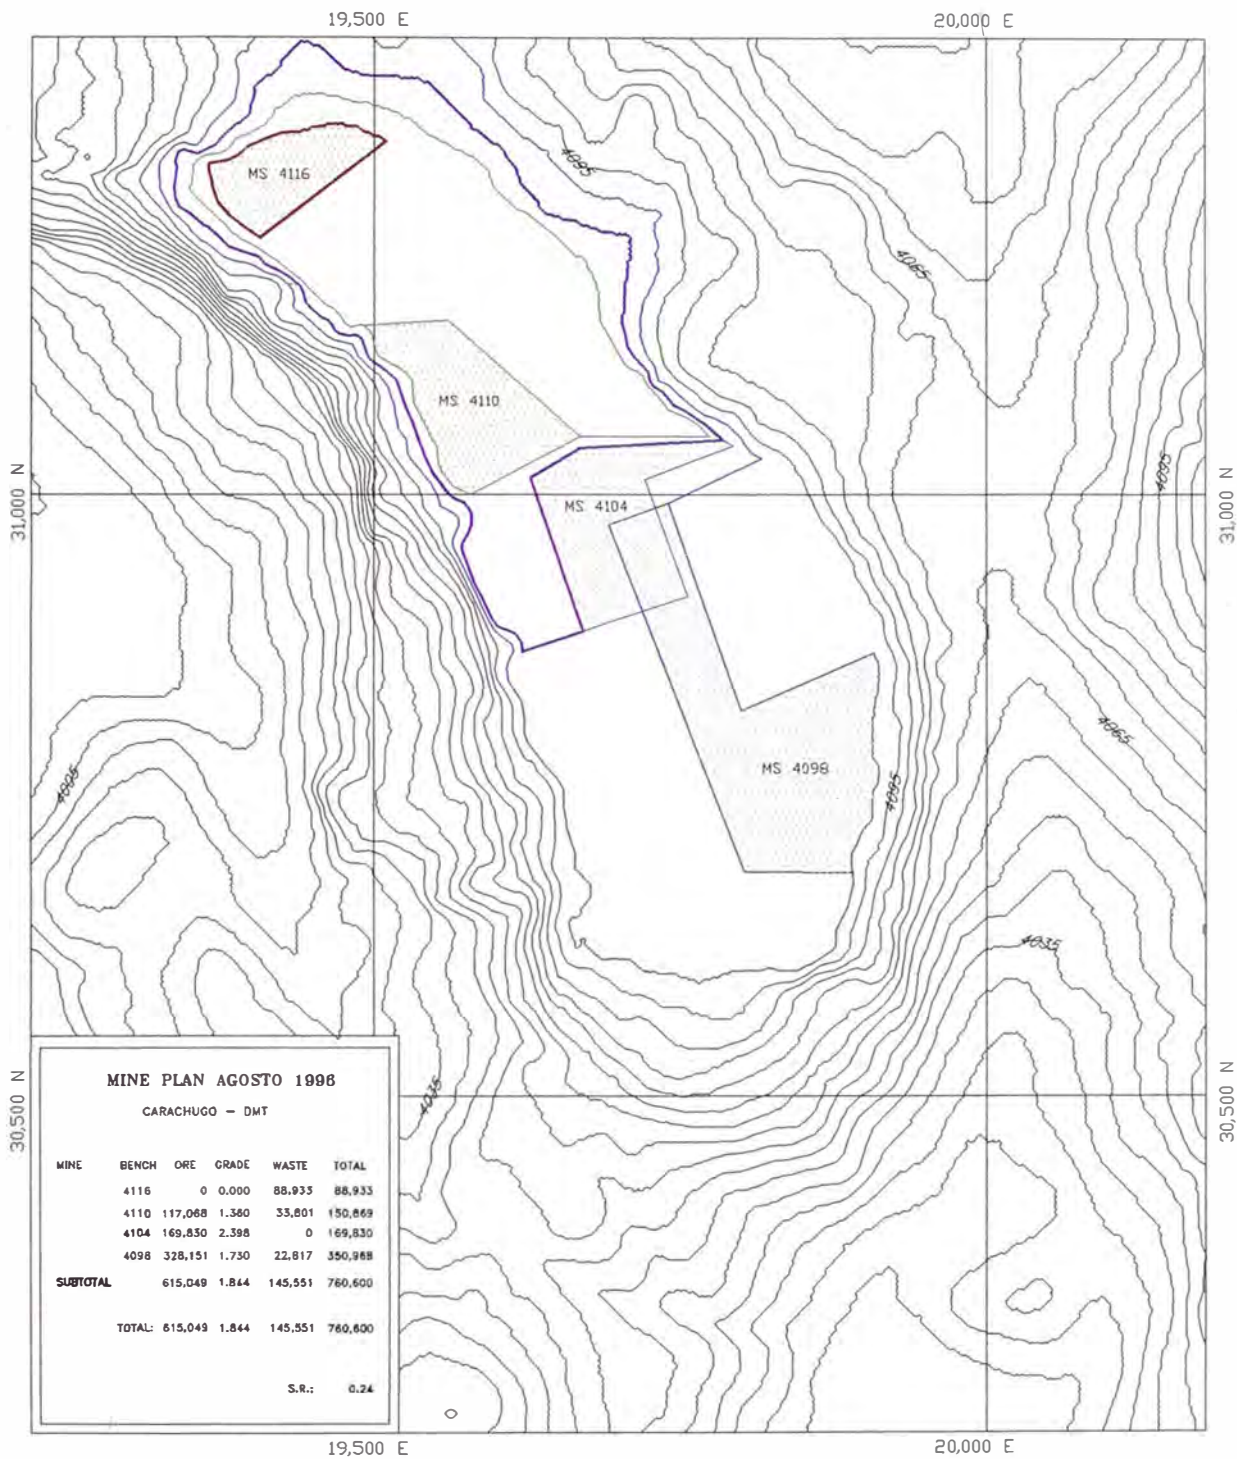 19,500 E 20,000 E
4095
MS 4116
4065
MS 4110
4095
31,000 N 31,000 N
MS 4104
4065
MS 4098
4095
4005
4035
MINE PLAN AGOSTO 1996
CARACHUGO - DMT
4035
30,500 N 30,500 N
MINE BENCH ORE GRADE WASTE TOTAL
4116 0 0.000 88,933 88,933
4110 117,068 1.380 33,801 150,869
4104 169,830 2.398 0 169,830
4098 328,151 1.730 22,817 350,968
SUBTOTAL 615,049 1.844 145,551 760,600
TOTAL: 615,049 1.844 145,551 760,600
S.R.: 0.24
19,500 E 20,000 E